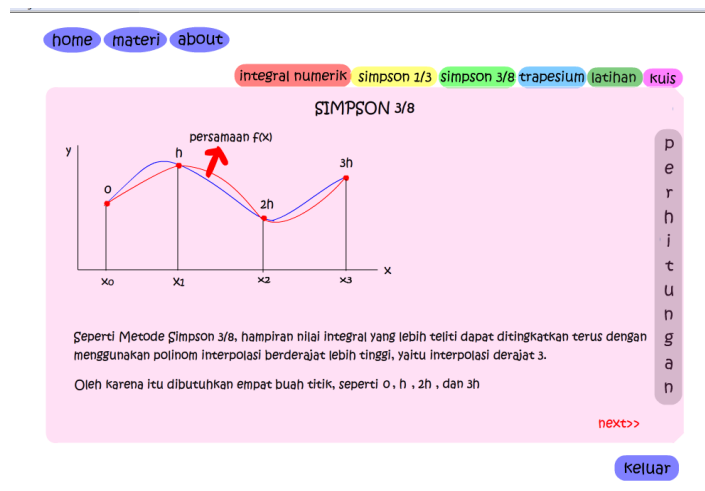 home materi about
integral numerik simpson 1/3 simpson 3/8 trapesium latihan kuis
SIMPSON 3/8
persamaan f(x)
y
h
3h
0
2h
x
x0 x1 x2 x3
perhitungan
Seperti Metode Simpson 3/8, hampiran nilai integral yang lebih teliti dapat ditingkatkan terus dengan
menggunakan polinom interpolasi berderajat lebih tinggi, yaitu interpolasi derajat 3.
Oleh karena itu dibutuhkan empat buah titik, seperti 0 , h , 2h , dan 3h
next>>
keluar